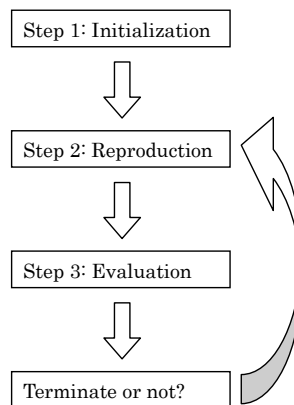 Step 1: Initialization
Step 2: Reproduction
Step 3: Evaluation
Terminate or not?